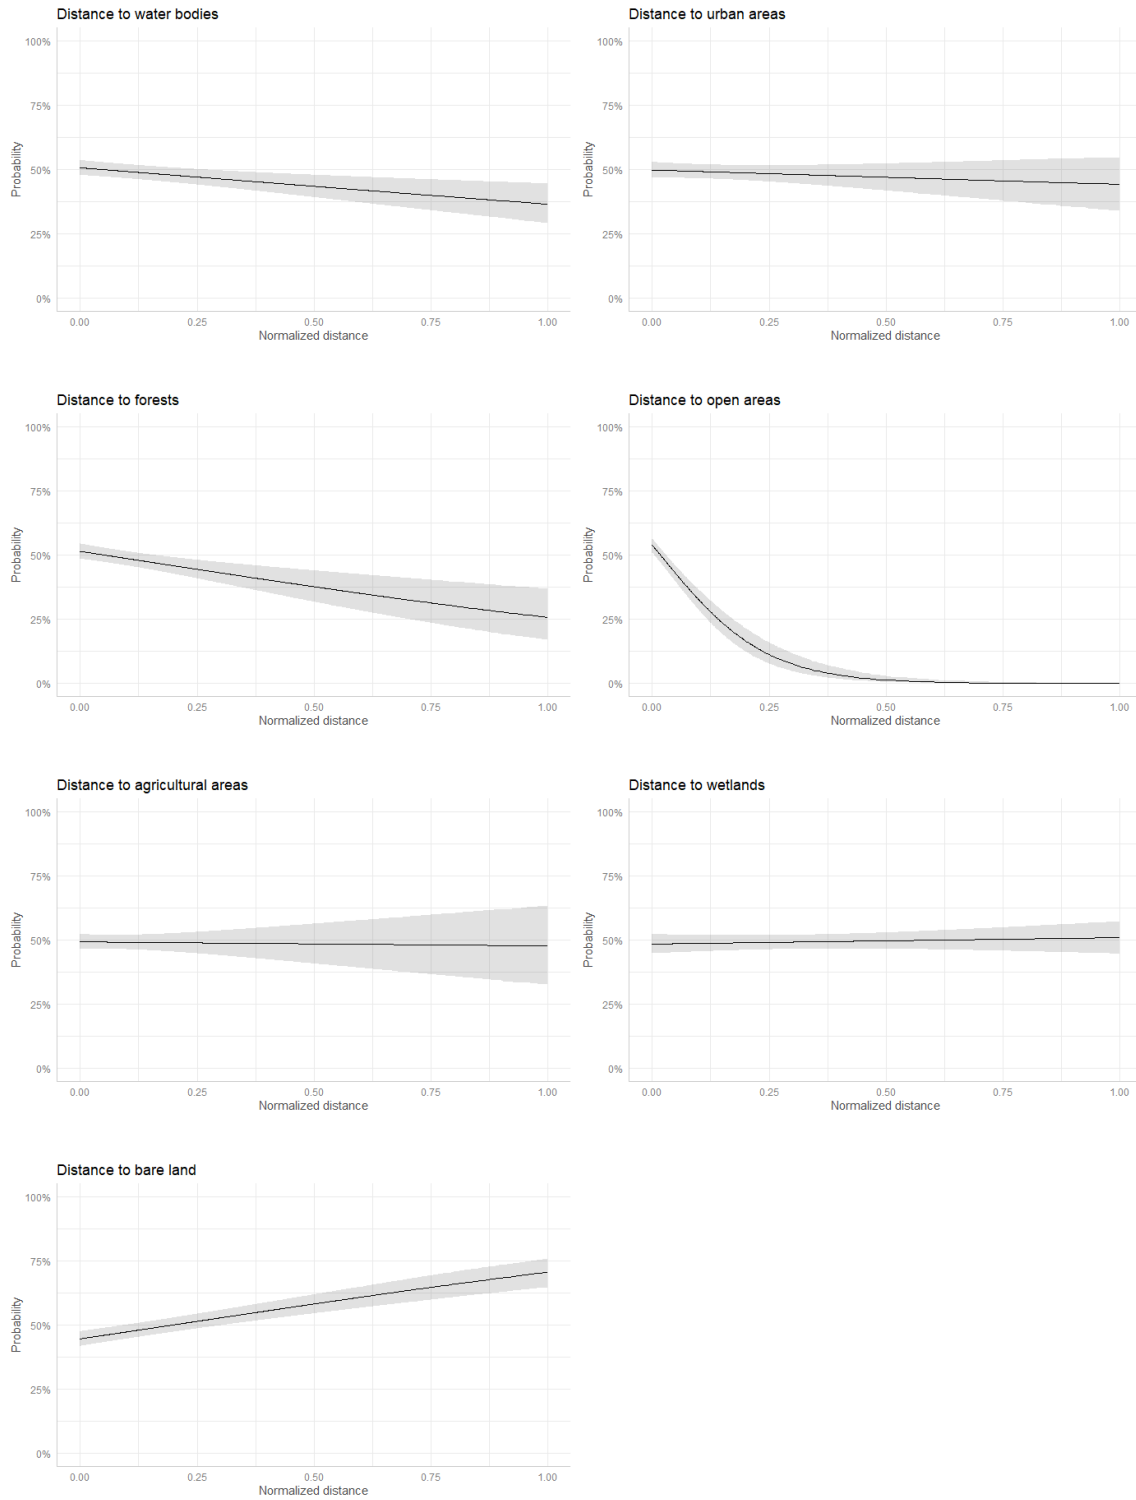 Distance to water bodies
100%
75%
50%
25%
0%
Probability
0.00 0.25 0.50 0.75 1.00
Normalized distance
Distance to urban areas
100%
75%
50%
25%
0%
Probability
0.00 0.25 0.50 0.75 1.00
Normalized distance
Distance to forests
100%
75%
50%
25%
0%
Probability
0.00 0.25 0.50 0.75 1.00
Normalized distance
Distance to open areas
100%
75%
50%
25%
0%
Probability
0.00 0.25 0.50 0.75 1.00
Normalized distance
Distance to agricultural areas
100%
75%
50%
25%
0%
Probability
0.00 0.25 0.50 0.75 1.00
Normalized distance
Distance to wetlands
100%
75%
50%
25%
0%
Probability
0.00 0.25 0.50 0.75 1.00
Normalized distance
Distance to bare land
100%
75%
50%
25%
0%
Probability
0.00 0.25 0.50 0.75 1.00
Normalized distance